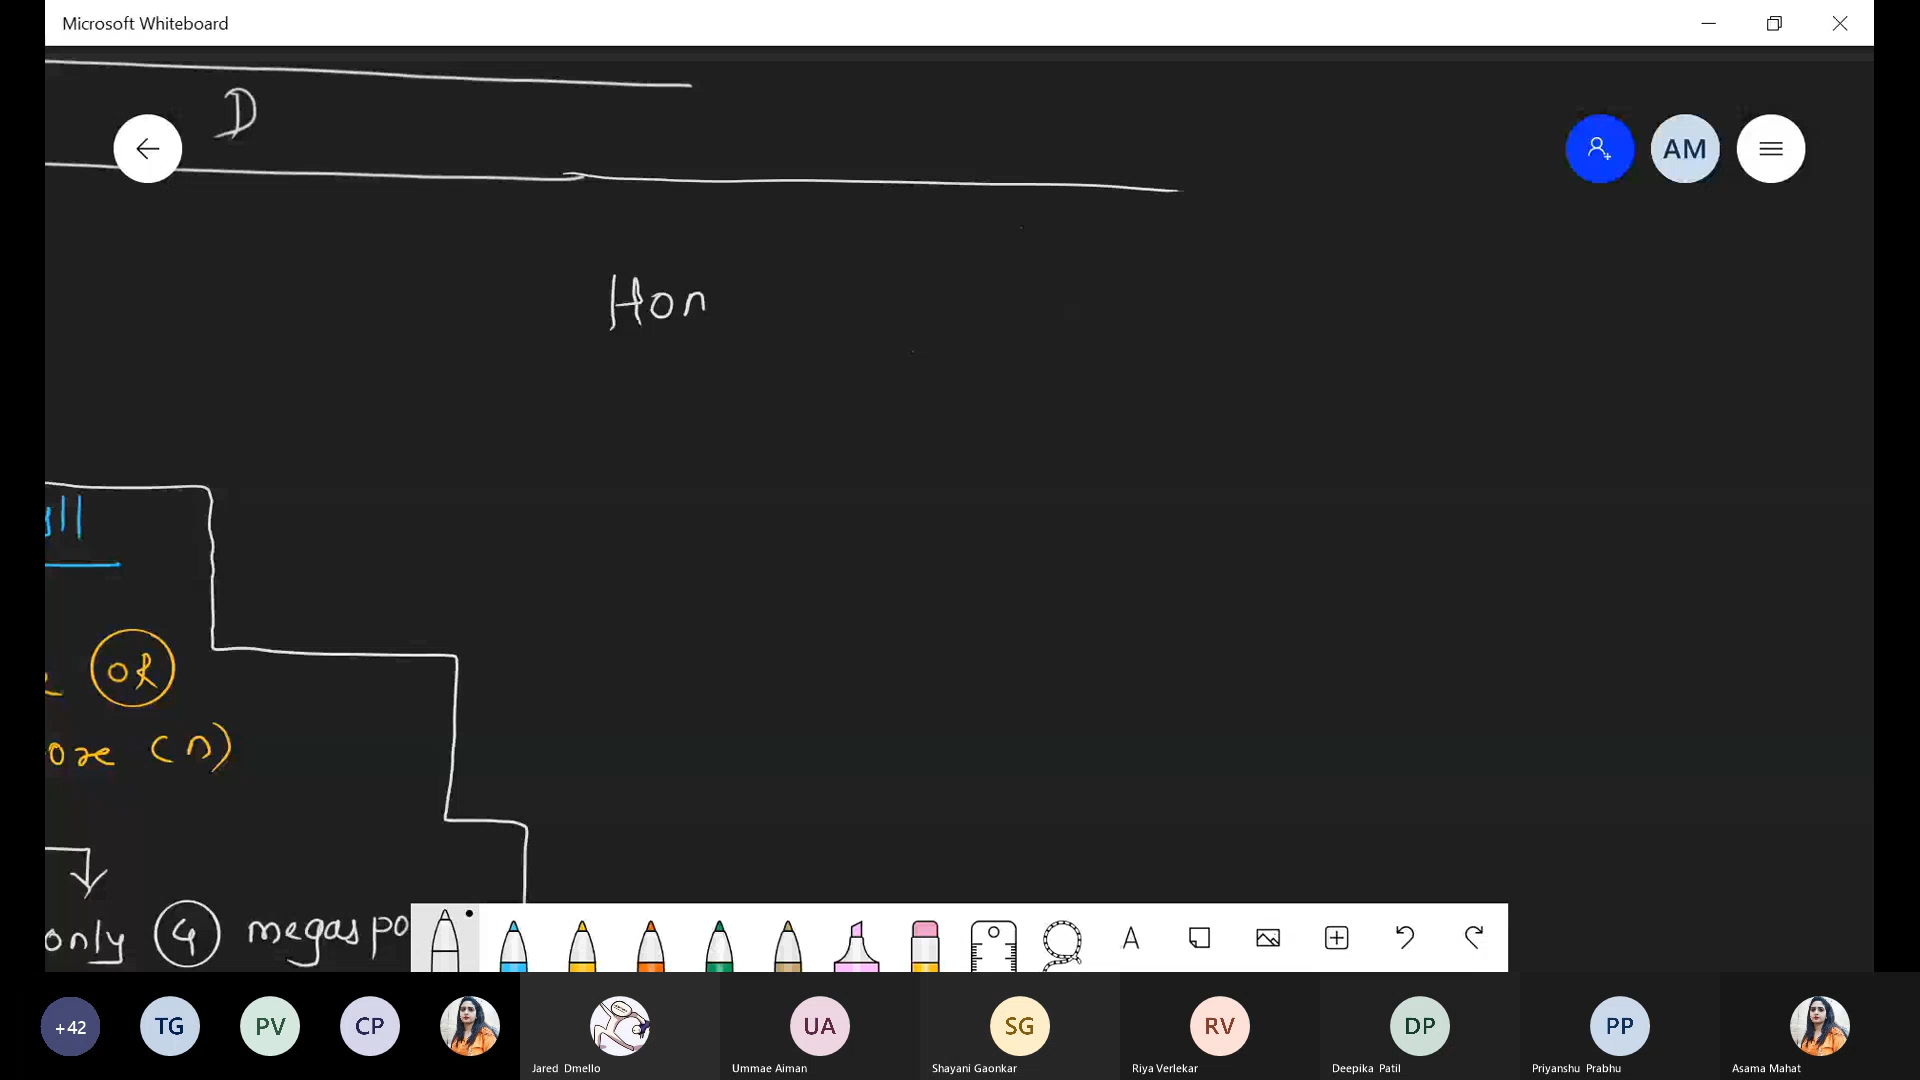 Microsoft Whiteboard
D
AM
Hon
ll
OR
ore (n)
only 4 megaspo
A
+42
TG
PV
CP
UA
SG
RV
DP
PP
Jared Dmello
Ummae Aiman
Shayani Gaonkar
Riya Verlekar
Deepika Patil
Priyanshu Prabhu
Asama Mahat